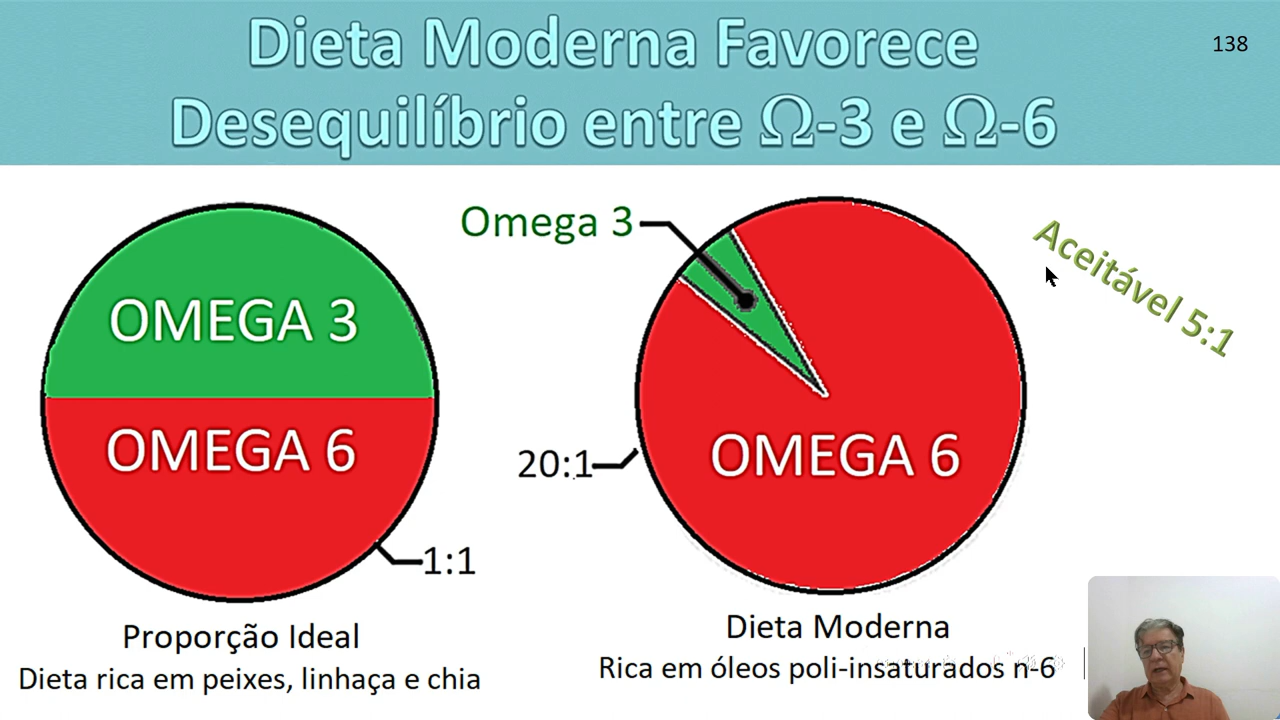 Dieta Moderna Favorece
Desequilíbrio entre Ω-3 e Ω-6
138
OMEGA 3
OMEGA 6
1:1
Proporção Ideal
Dieta rica em peixes, linhaça e chia
Omega 3
20:1
OMEGA 6
Dieta Moderna
Rica em óleos poli-insaturados n-6
Aceitável 5:1